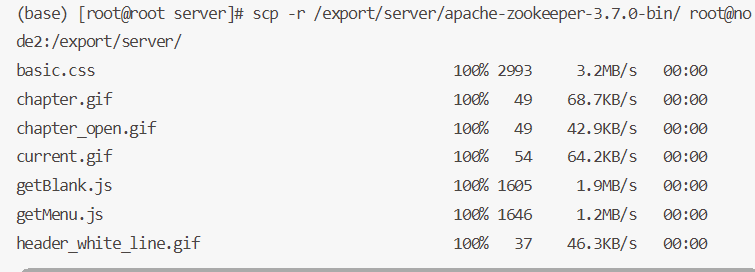 (base) [root@root server]# scp -r /export/server/apache-zookeeper-3.7.0-bin/ root@no
de2:/export/server/
basic.css 100% 2993 3.2MB/s 00:00
chapter.gif 100% 49 68.7KB/s 00:00
chapter_open.gif 100% 49 42.9KB/s 00:00
current.gif 100% 54 64.2KB/s 00:00
getBlank.js 100% 1605 1.9MB/s 00:00
getMenu.js 100% 1646 1.2MB/s 00:00
header_white_line.gif 100% 37 46.3KB/s 00:00